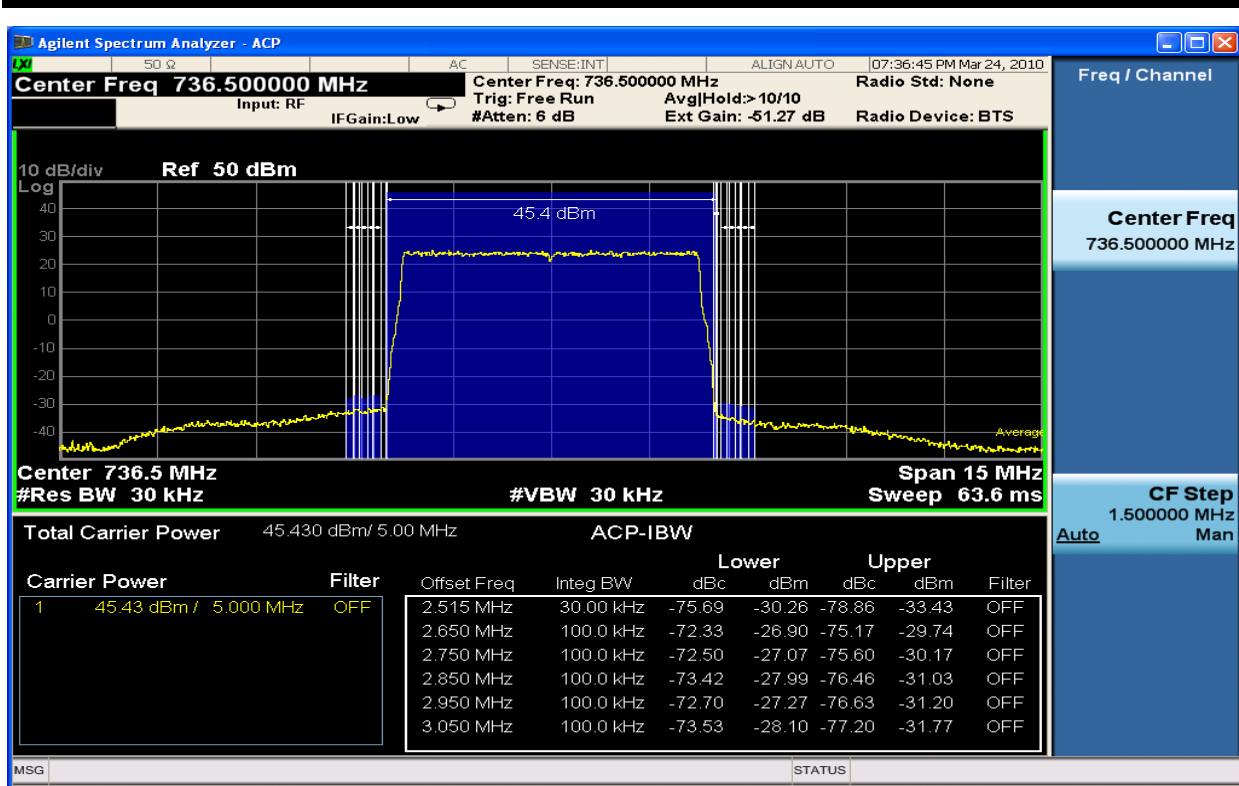 Agilent Spectrum Analyzer - ACP
LXI 50 Ω AC SENSE:INT ALIGN AUTO 07:36:45 PM Mar 24, 2010
Center Freq 736.500000 MHz
Input: RF
IFGain:Low
Center Freq: 736.500000 MHz
Trig: Free Run
#Atten: 6 dB
Avg|Hold:>10/10
Ext Gain: -51.27 dB
Radio Std: None
Radio Device: BTS
Freq / Channel
10 dB/div Ref 50 dBm
Log
40
30
20
10
0
-10
-20
-30
-40
45.4 dBm
Average
Center 736.5 MHz Span 15 MHz
#Res BW 30 kHz #VBW 30 kHz Sweep 63.6 ms
Center Freq
736.500000 MHz
CF Step
1.500000 MHz
Auto Man
Total Carrier Power 45.430 dBm/ 5.00 MHz ACP-IBW
Carrier Power Filter
1 45.43 dBm / 5.000 MHz OFF
Lower Upper
Offset Freq Integ BW dBc dBm dBc dBm Filter
2.515 MHz 30.00 kHz -75.69 -30.26 -78.86 -33.43 OFF
2.650 MHz 100.0 kHz -72.33 -26.90 -75.17 -29.74 OFF
2.750 MHz 100.0 kHz -72.50 -27.07 -75.60 -30.17 OFF
2.850 MHz 100.0 kHz -73.42 -27.99 -76.46 -31.03 OFF
2.950 MHz 100.0 kHz -72.70 -27.27 -76.63 -31.20 OFF
3.050 MHz 100.0 kHz -73.53 -28.10 -77.20 -31.77 OFF
MSG STATUS